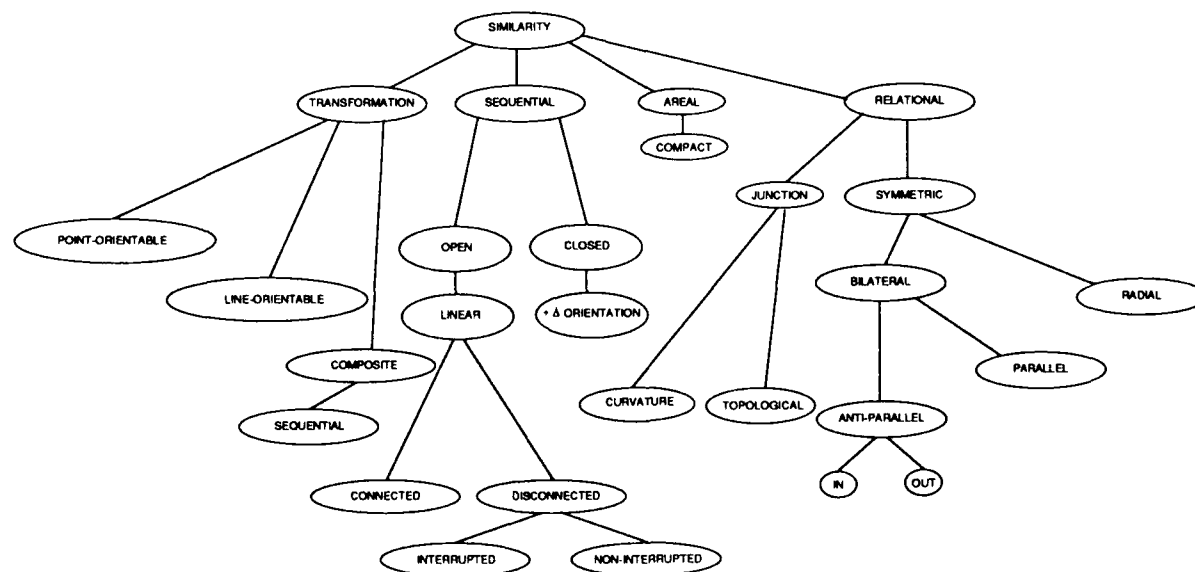 SIMILARITY
TRANSFORMATION
SEQUENTIAL
AREAL
RELATIONAL
COMPACT
JUNCTION
SYMMETRIC
POINT-ORIENTABLE
OPEN
CLOSED
BILATERAL
RADIAL
LINE-ORIENTABLE
LINEAR
+ Δ ORIENTATION
COMPOSITE
PARALLEL
CURVATURE
TOPOLOGICAL
ANTI-PARALLEL
SEQUENTIAL
IN
OUT
CONNECTED
DISCONNECTED
INTERRUPTED
NON-INTERRUPTED